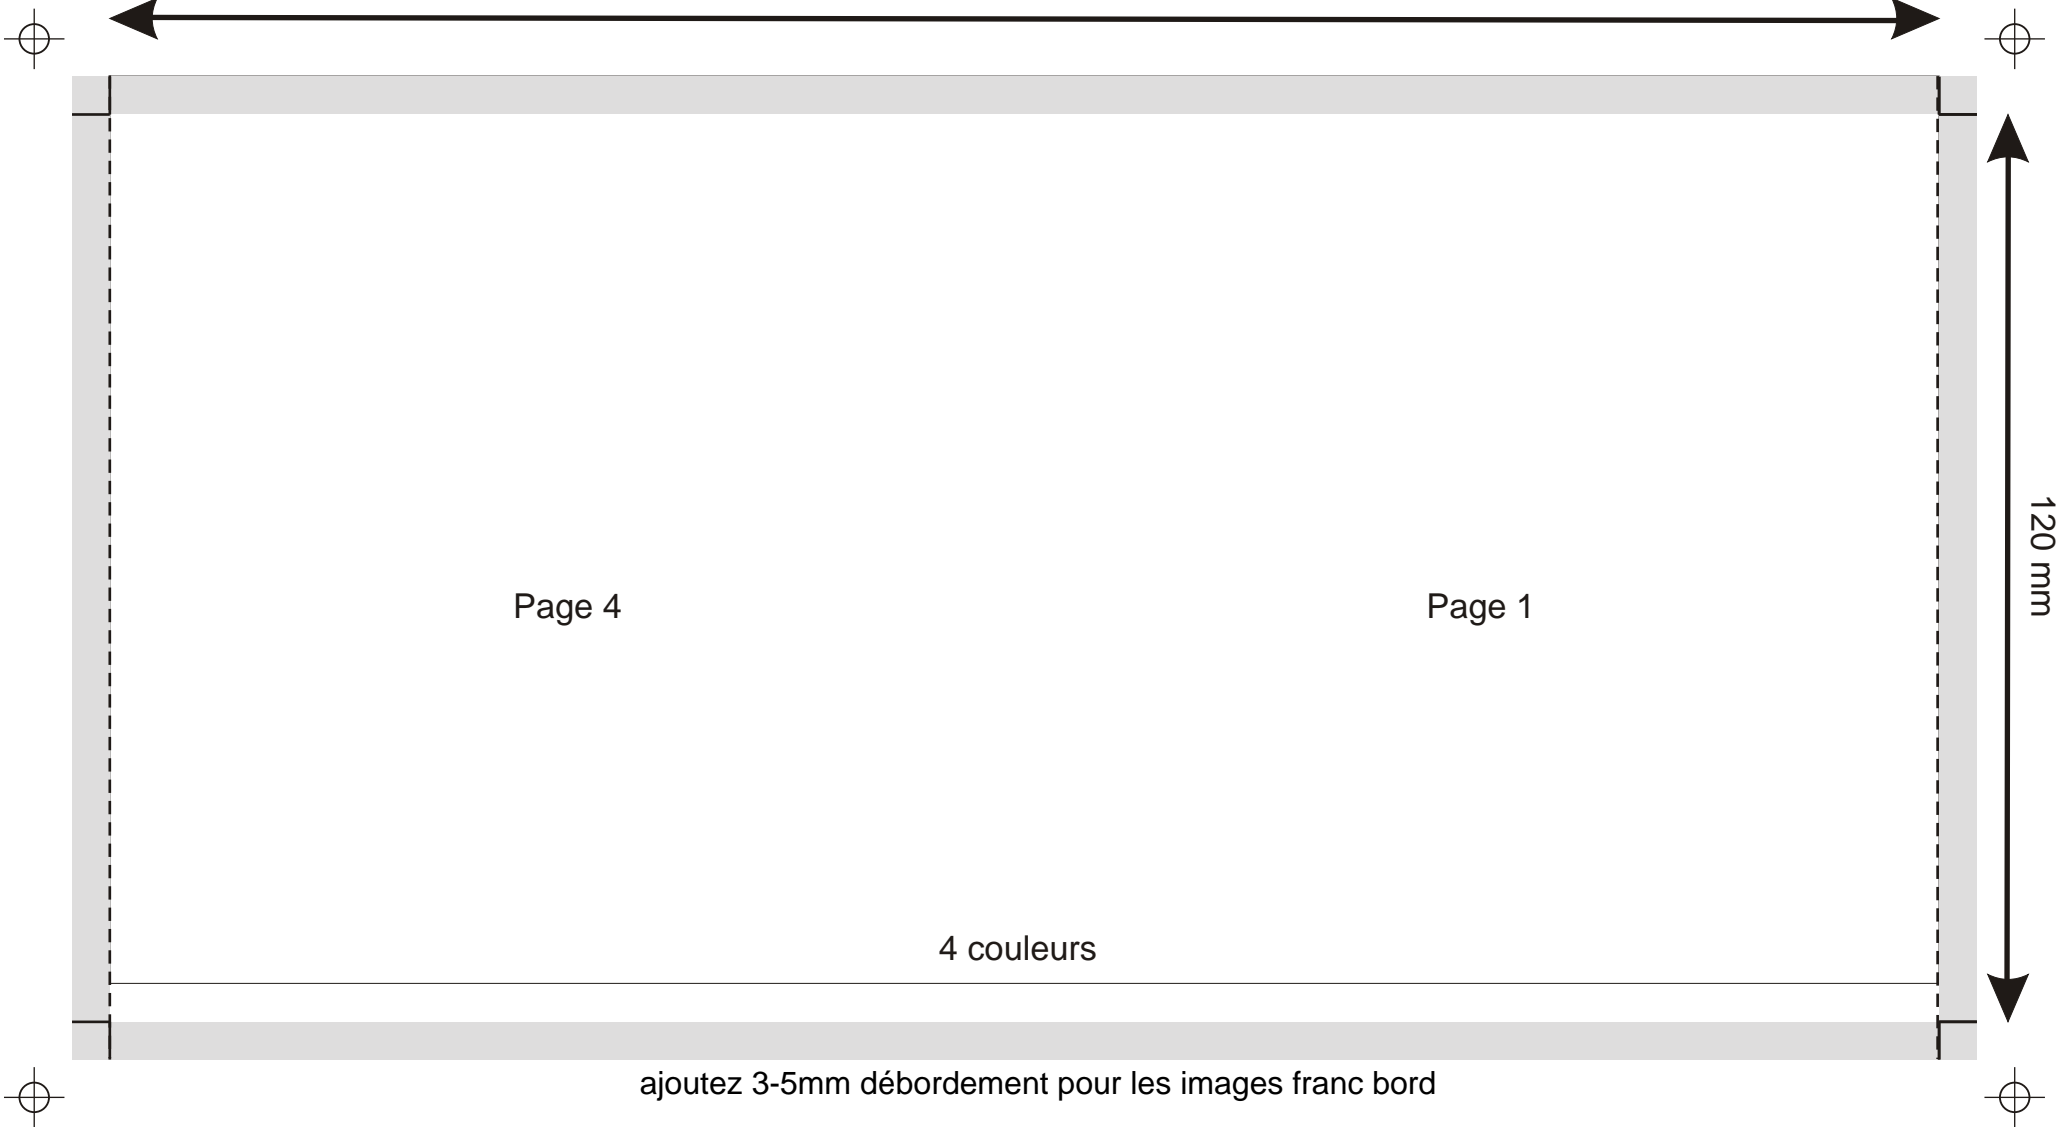 Page 4
Page 1
120 mm
4 couleurs
ajoutez 3-5mm débordement pour les images franc bord